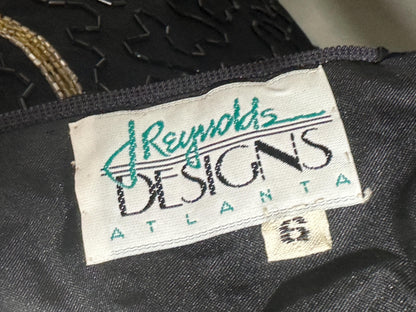 J Reynolds
DESIGNS
ATLANTA
6